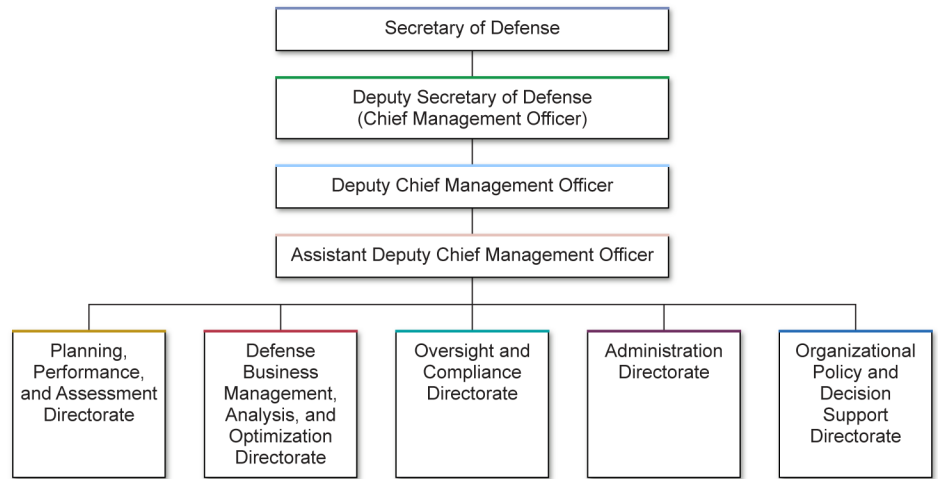 Secretary of Defense
Deputy Secretary of Defense
(Chief Management Officer)
Deputy Chief Management Officer
Assistant Deputy Chief Management Officer
Planning,
Performance,
and Assessment
Directorate
Defense
Business
Management,
Analysis, and
Optimization
Directorate
Oversight and
Compliance
Directorate
Administration
Directorate
Organizational
Policy and
Decision
Support
Directorate